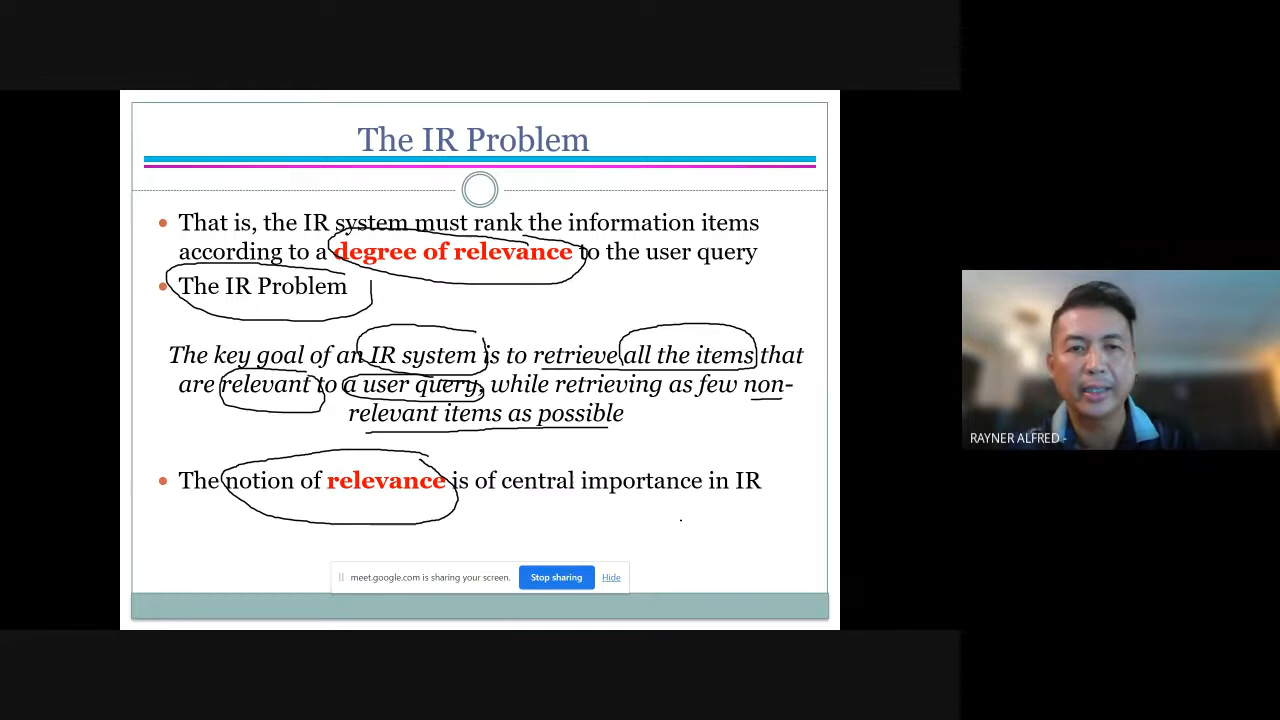 The IR Problem
• That is, the IR system must rank the information items
according to a degree of relevance to the user query
• The IR Problem
The key goal of an IR system is to retrieve all the items that
are relevant to a user query, while retrieving as few non-
relevant items as possible
• The notion of relevance is of central importance in IR
meet.google.com is sharing your screen. Stop sharing Hide
RAYNER ALFRED -